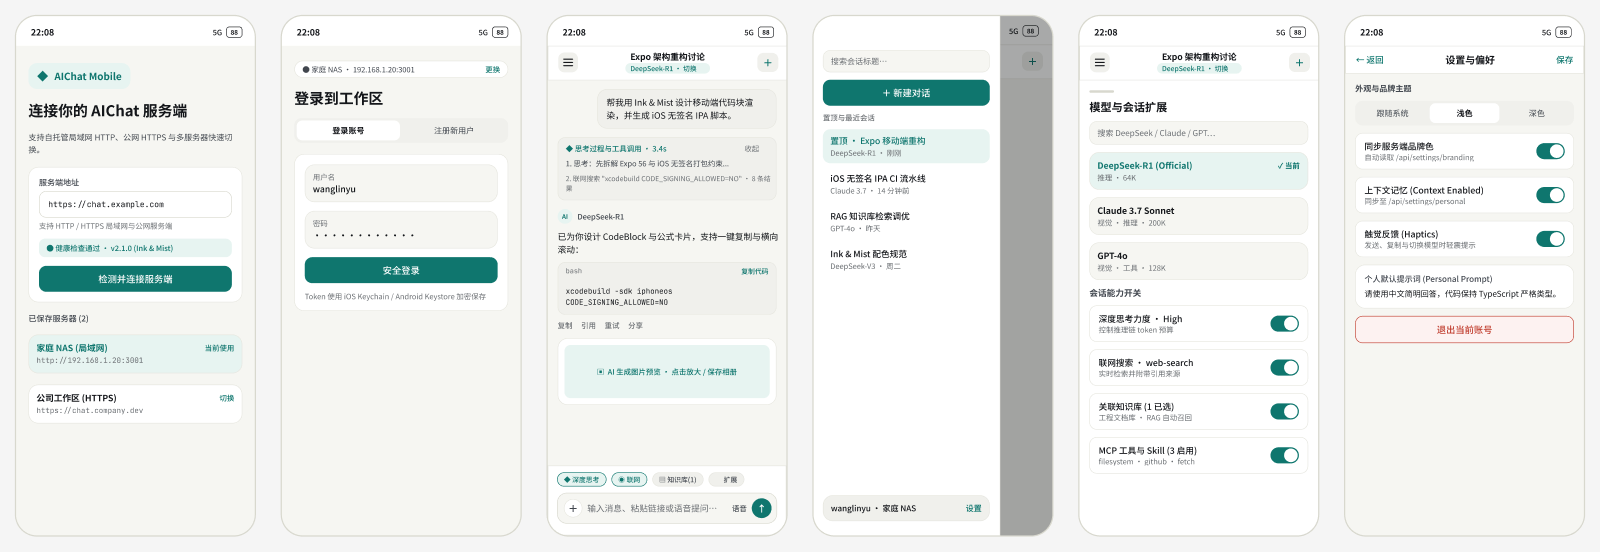 22:08
5G 88
◆ AIChat Mobile
连接你的 AIChat 服务端
支持自托管局域网 HTTP、公网 HTTPS 与多服务器快速切
换。
服务端地址
https://chat.example.com
支持 HTTP / HTTPS 局域网与公网服务端
● 健康检查通过 • v2.1.0 (Ink & Mist)
检测并连接服务端
已保存服务器 (2)
家庭 NAS (局域网)
当前使用
http://192.168.1.20:3001
公司工作区 (HTTPS)
切换
https://chat.company.dev
22:08
5G 88
● 家庭 NAS • 192.168.1.20:3001
更换
登录到工作区
登录账号
注册新用户
用户名
wanglinyu
密码
• • • • • • • • • • • •
安全登录
Token 使用 iOS Keychain / Android Keystore 加密保存
22:08
5G 88
Expo 架构重构讨论
DeepSeek-R1 • 切换
+
帮我用 Ink & Mist 设计移动端代码块渲
染，并生成 iOS 无签名 IPA 脚本。
◆ 思考过程与工具调用 • 3.4s
收起
1. 思考：先拆解 Expo 56 与 iOS 无签名打包约束...
2. 联网搜索 "xcodebuild CODE_SIGNING_ALLOWED=NO" • 8 条结
果
AI DeepSeek-R1
已为你设计 CodeBlock 与公式卡片，支持一键复制与横向
滚动：
bash
复制代码
xcodebuild -sdk iphoneos
CODE_SIGNING_ALLOWED=NO
复制 引用 重试 分享
▣ AI 生成图片预览 • 点击放大 / 保存相册
◆ 深度思考
◉ 联网
▤ 知识库(1)
扩展
+ 输入消息、粘贴链接或语音提问…
语音
↑
5G 88
+
搜索会话标题…
+ 新建对话
置顶与最近会话
置顶 • Expo 移动端重构
DeepSeek-R1 • 刚刚
iOS 无签名 IPA CI 流水线
Claude 3.7 • 14 分钟前
RAG 知识库检索调优
GPT-4o • 昨天
Ink & Mist 配色规范
DeepSeek-V3 • 周二
wanglinyu • 家庭 NAS
设置
22:08
5G 88
Expo 架构重构讨论
DeepSeek-R1 • 切换
+
模型与会话扩展
搜索 DeepSeek / Claude / GPT...
DeepSeek-R1 (Official)
✓ 当前
推理 • 64K
Claude 3.7 Sonnet
视觉 • 推理 • 200K
GPT-4o
视觉 • 工具 • 128K
会话能力开关
深度思考力度 • High
控制推理链 token 预算
联网搜索 • web-search
实时检索并附带引用来源
关联知识库 (1 已选)
工程文档库 • RAG 自动召回
MCP 工具与 Skill (3 启用)
filesystem • github • fetch
22:08
5G 88
← 返回
设置与偏好
保存
外观与品牌主题
跟随系统
浅色
深色
同步服务端品牌色
自动读取 /api/settings/branding
上下文记忆 (Context Enabled)
同步至 /api/settings/personal
触觉反馈 (Haptics)
发送、复制与切换模型时轻震提示
个人默认提示词 (Personal Prompt)
请使用中文简明回答，代码保持 TypeScript 严格类型。
退出当前账号